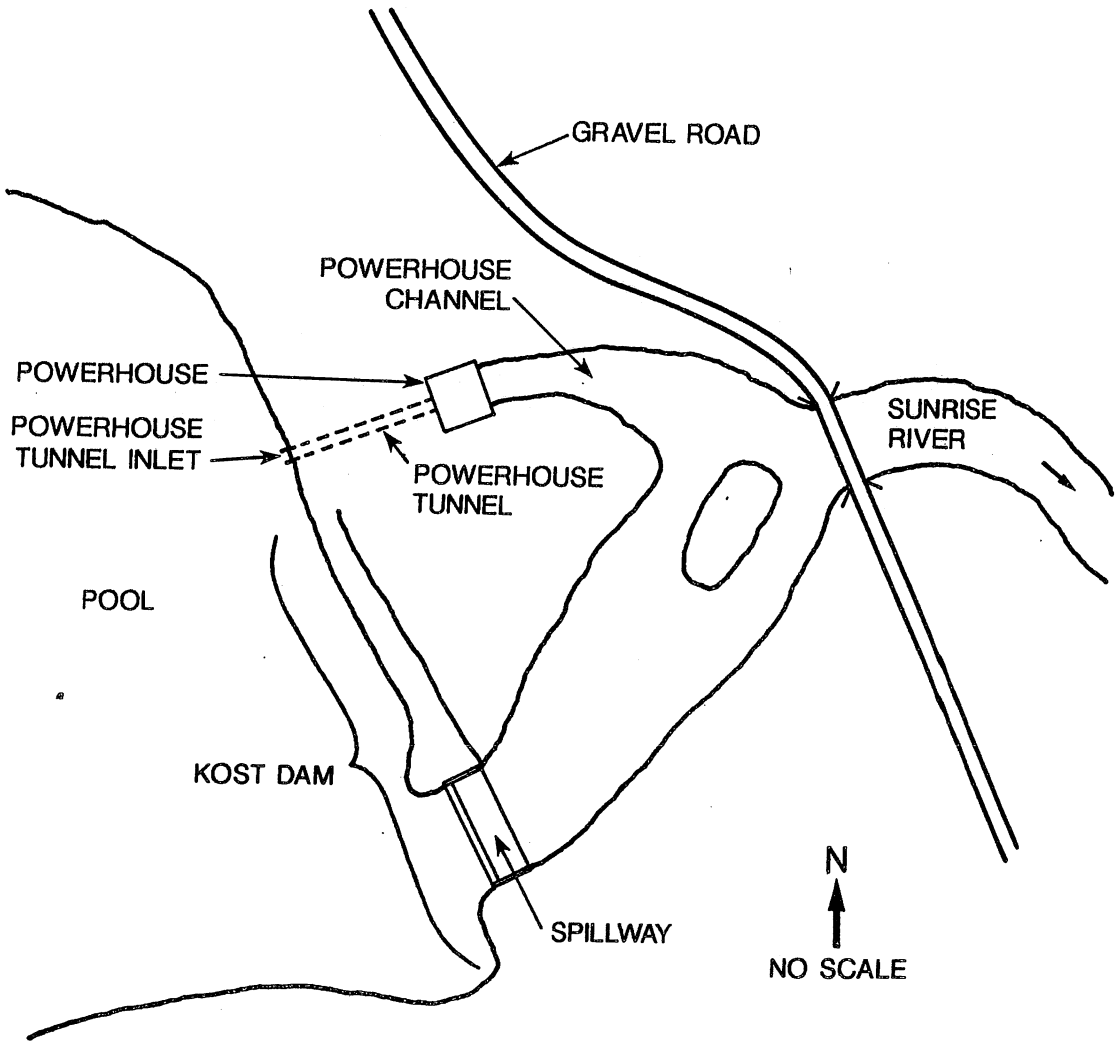 GRAVEL ROAD
POWERHOUSE
CHANNEL
POWERHOUSE
POWERHOUSE
TUNNEL INLET
SUNRISE
RIVER
POWERHOUSE
TUNNEL
POOL
KOST DAM
SPILLWAY
N
NO SCALE